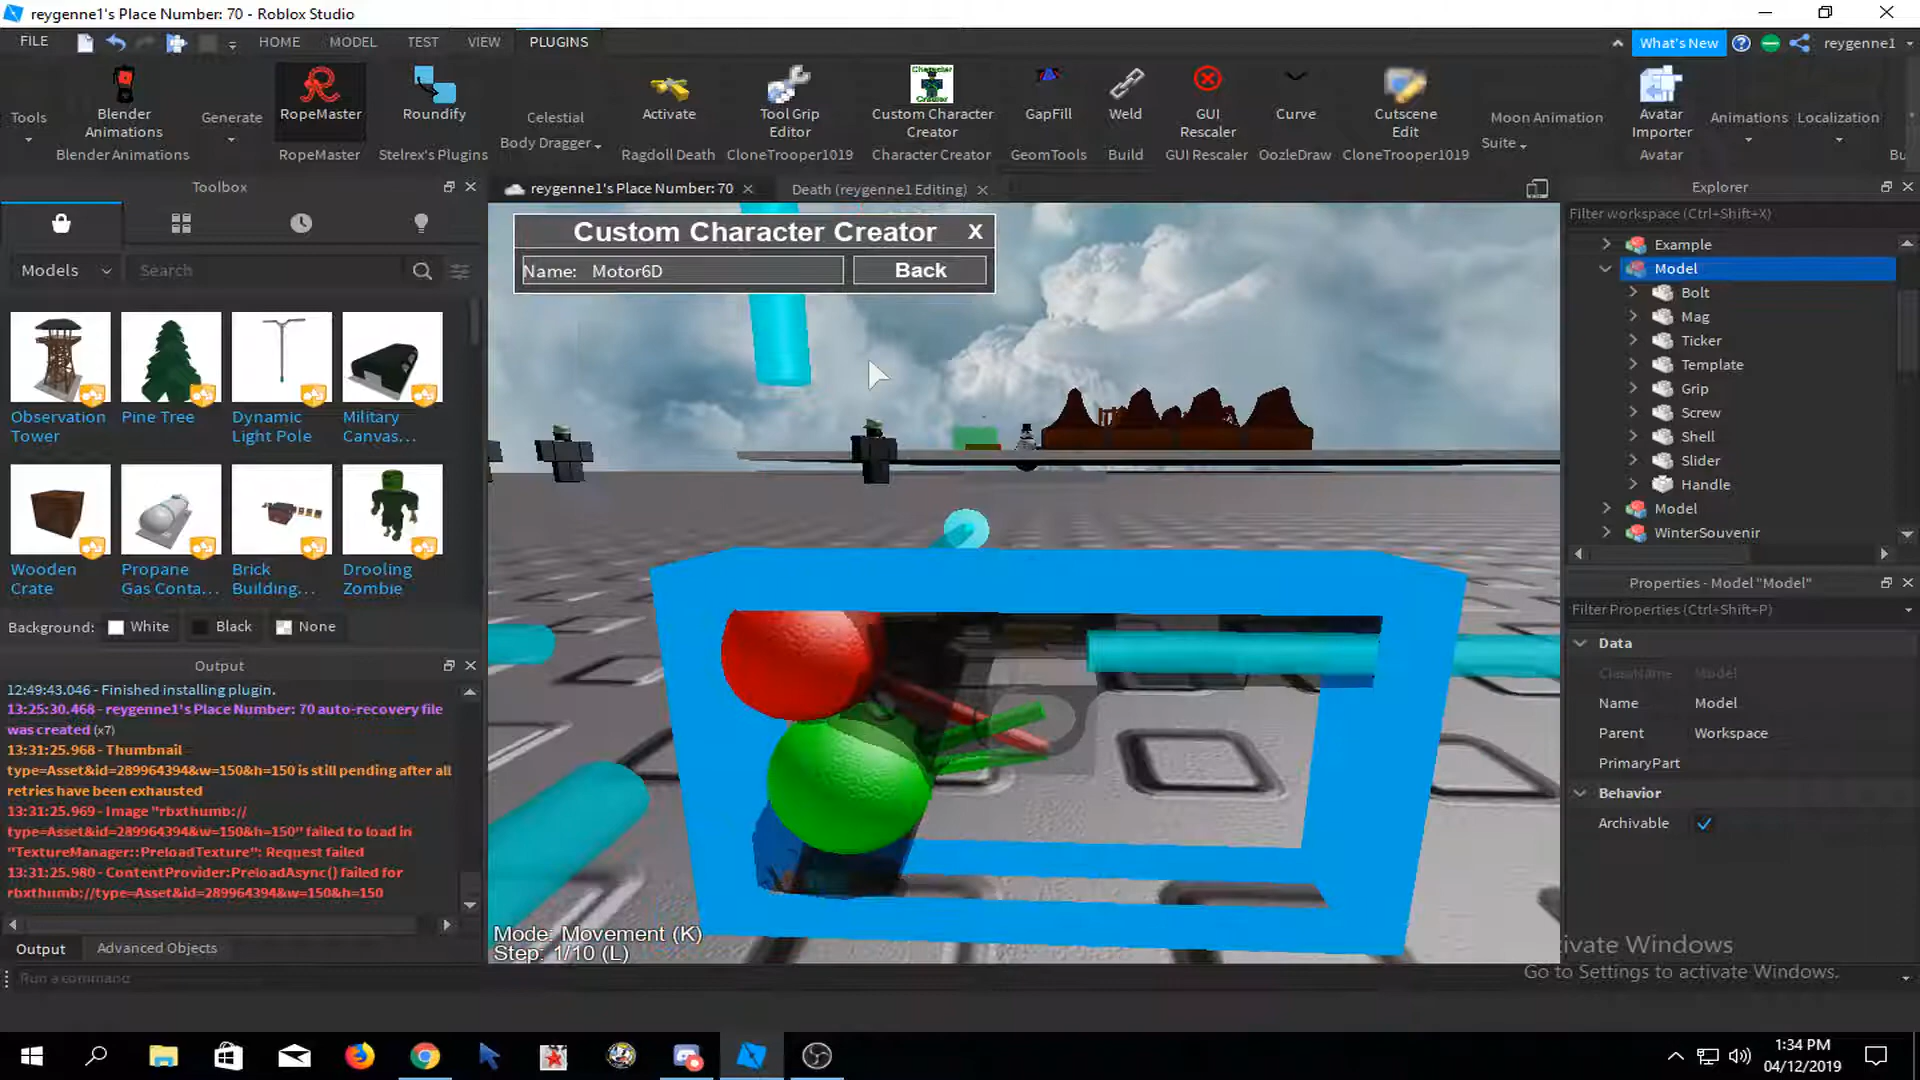 reygenne1's Place Number: 70 - Roblox Studio
FILE HOME MODEL TEST VIEW PLUGINS What's New reygenne1
Tools
Blender Animations
Blender Animations
Generate
RopeMaster
RopeMaster
Roundify
Stelrex's Plugins
Celestial
Body Dragger
Activate
Ragdoll Death
Tool Grip Editor
CloneTrooper1019
Character Creator
Custom Character Creator
Character Creator
GapFill
GeomTools
Weld
Build
GUI Rescaler
GUI Rescaler
Curve
OozleDraw
Cutscene Edit
CloneTrooper1019
Moon Animation
Suite
Avatar Importer
Avatar
Animations
Localization
Bu
Toolbox
Models Search
Observation Tower
Pine Tree
Dynamic Light Pole
Military Canvas...
Wooden Crate
Propane Gas Conta...
Brick Building...
Drooling Zombie
Background: White Black None
Output
12:49:43.046 - Finished installing plugin.
13:25:30.468 - reygenne1's Place Number: 70 auto-recovery file
was created (x7)
13:31:25.968 - Thumbnail
type=Asset&id=289964394&w=150&h=150 is still pending after all
retries have been exhausted
13:31:25.969 - Image "rbxthumb://
type=Asset&id=289964394&w=150&h=150" failed to load in
"TextureManager::PreloadTexture": Request failed
13:31:25.980 - ContentProvider:PreloadAsync() failed for
rbxthumb://type=Asset&id=289964394&w=150&h=150
Output Advanced Objects
Run a command
reygenne1's Place Number: 70 Death (reygenne1 Editing)
Custom Character Creator X
Name: Motor6D Back
Mode: Movement (K)
Step: 1/10 (L)
Explorer
Filter workspace (Ctrl+Shift+X)
Example
Model
Bolt
Mag
Ticker
Template
Grip
Screw
Shell
Slider
Handle
Model
WinterSouvenir
Properties - Model "Model"
Filter Properties (Ctrl+Shift+P)
Data
ClassName Model
Name Model
Parent Workspace
PrimaryPart
Behavior
Archivable
tivate Windows
Go to Settings to activate Windows.
1:34 PM
04/12/2019